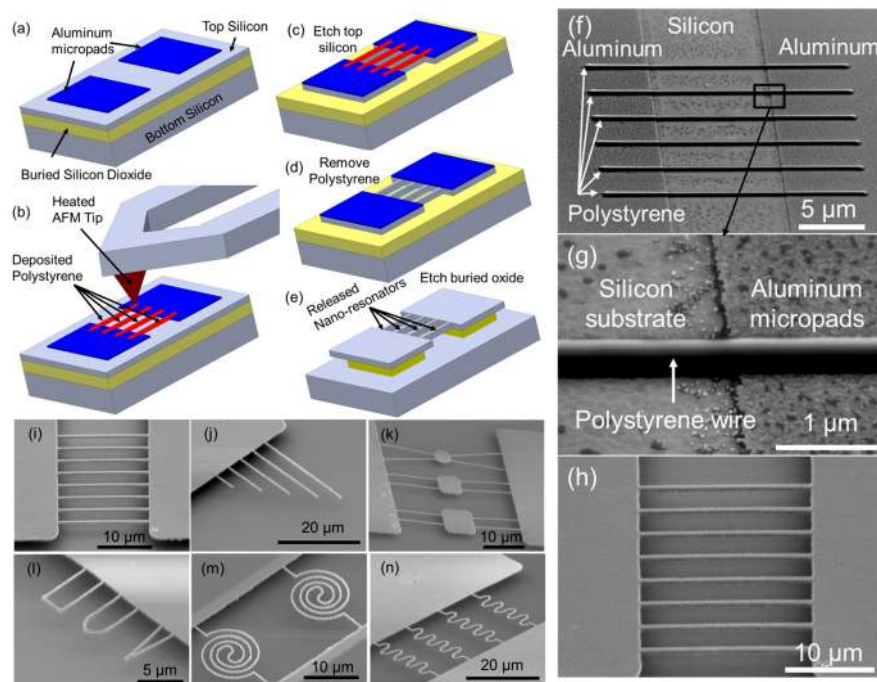 (a)
Aluminum
micropads
Top Silicon
Bottom Silicon
Buried Silicon Dioxide
(b)
Heated
AFM Tip
Deposited
Polystyrene
(c)
Etch top
silicon
(d)
Remove
Polystyrene
(e)
Etch buried oxide
Released
Nano-resonators
(f)
Silicon
Aluminum
Aluminum
Polystyrene
5 µm
(g)
Silicon
substrate
Aluminum
micropads
Polystyrene wire
1 µm
(h)
10 µm
(i)
10 µm
(j)
20 µm
(k)
10 µm
(l)
5 µm
(m)
10 µm
(n)
20 µm